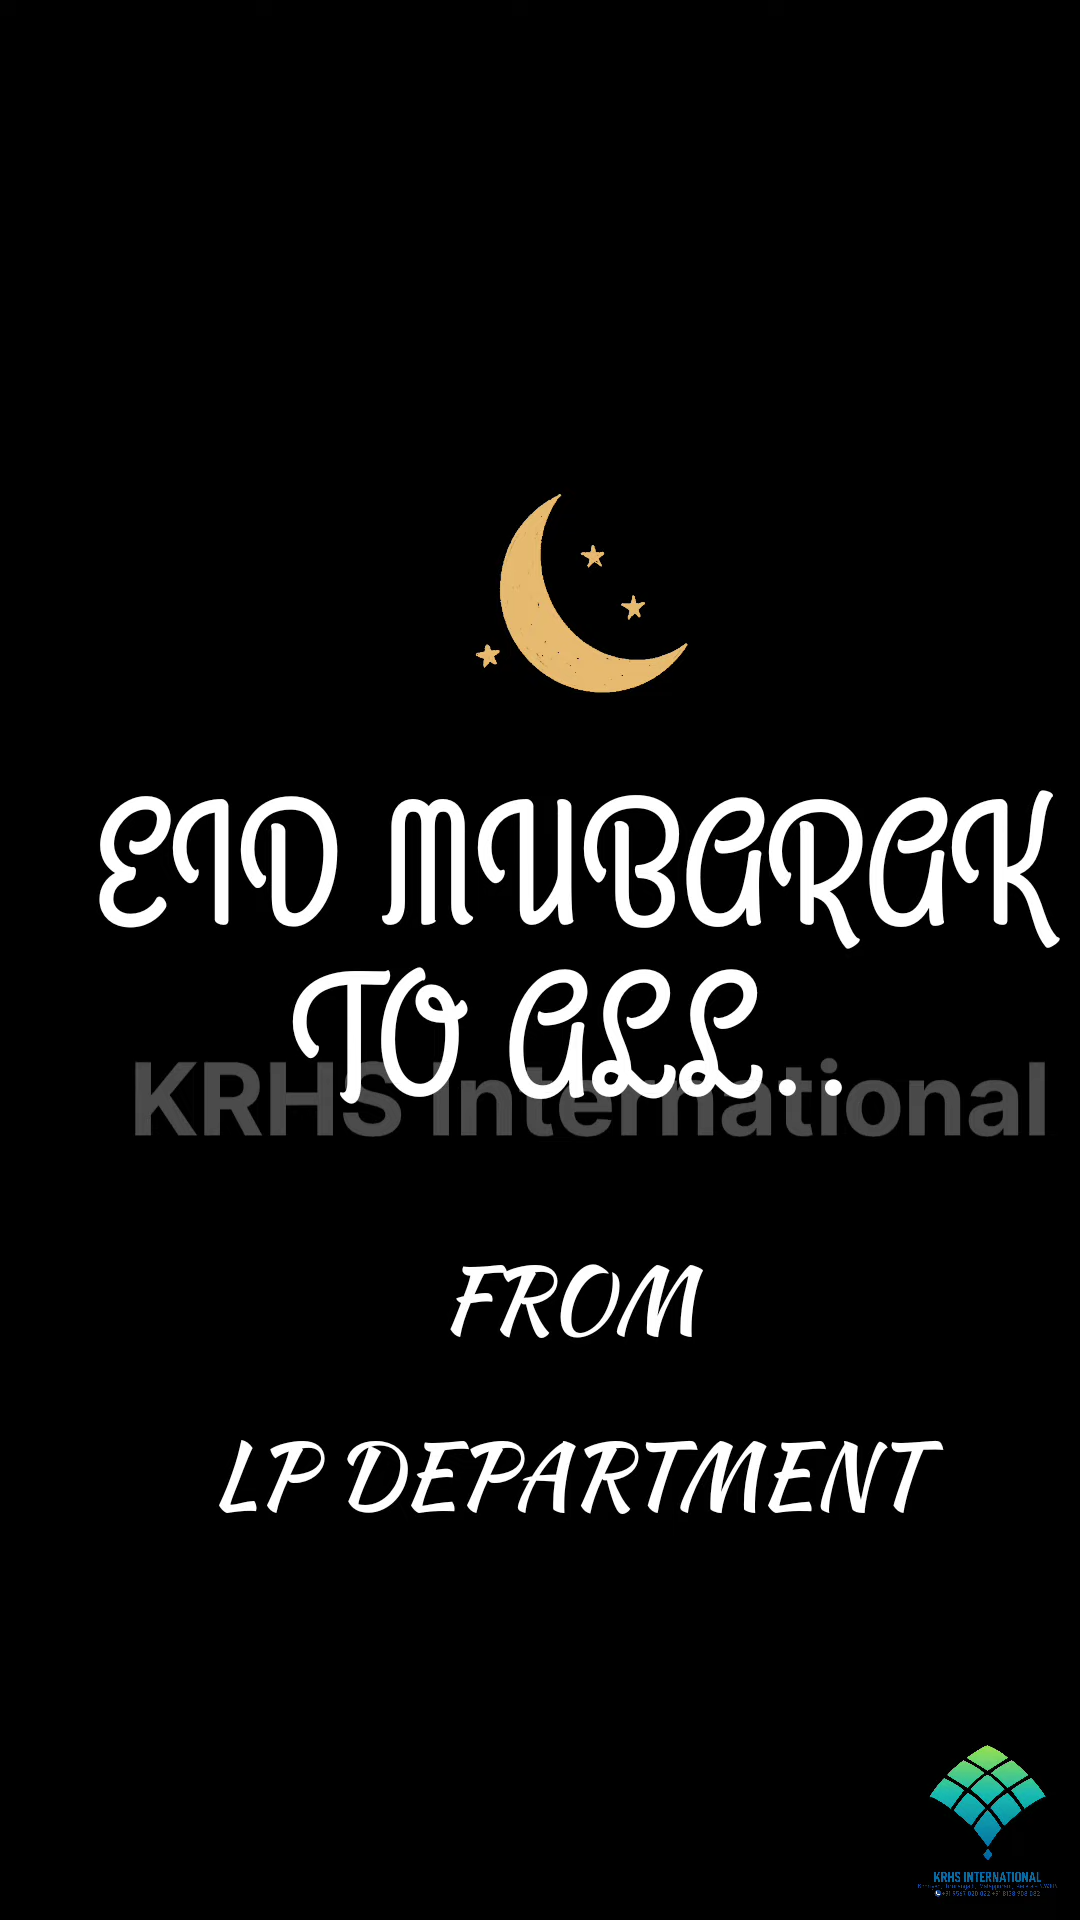 EID MUBARAK
TO ALL..
KRHS International
FROM
LP DEPARTMENT
KRHS INTERNATIONAL